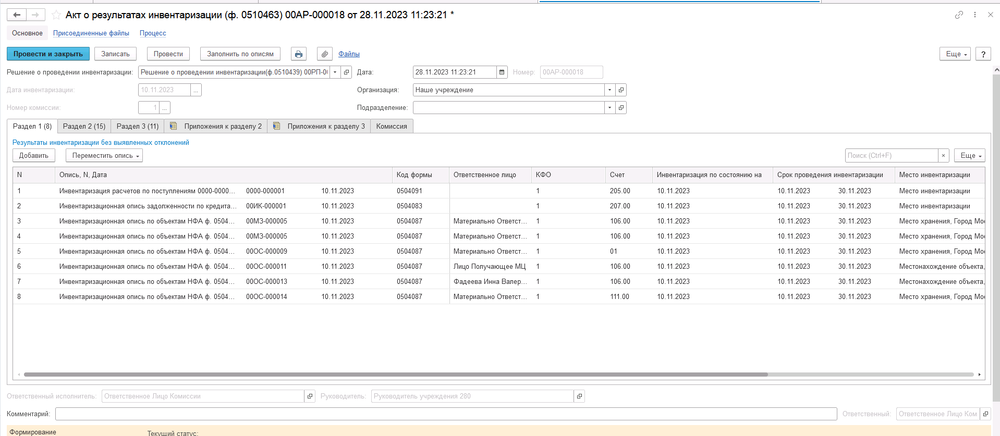 Акт о результатах инвентаризации (ф. 0510463) 00АР-000018 от 28.11.2023 11:23:21 *
Основное Присоединенные файлы Процесс
Провести и закрыть Записать Провести Заполнить по описям Файлы Еще ?
Решение о проведении инвентаризации: Решение о проведении инвентаризации(ф.0510439) 00РП-0 Дата: 28.11.2023 11:23:21 Номер: 00АР-000018
Дата инвентаризации: 10.11.2023 ... Организация: Наше учреждение
Номер комиссии: 1 ... Подразделение:
Раздел 1 (8) Раздел 2 (15) Раздел 3 (11) Приложения к разделу 2 Приложения к разделу 3 Комиссия
Результаты инвентаризации без выявленных отклонений
Добавить Переместить опись Поиск (Ctrl+F) × Еще
N Опись, N, Дата Код формы Ответственное лицо КФО Счет Инвентаризация по состоянию на Срок проведения инвентаризации Место инвентаризации
1 Инвентаризация расчетов по поступлениям 0000-0000... 0000-000001 10.11.2023 0504091 1 205.00 10.11.2023 10.11.2023 30.11.2023 Место инвентаризации
2 Инвентаризационная опись задолженности по кредита... 00ИК-000001 10.11.2023 0504083 1 207.00 10.11.2023 10.11.2023 30.11.2023 Место инвентаризации
3 Инвентаризационная опись по объектам НФА ф. 0504... 00МЗ-000005 10.11.2023 0504087 Материально Ответст... 1 106.00 10.11.2023 10.11.2023 30.11.2023 Место хранения, Город Мос
4 Инвентаризационная опись по объектам НФА ф. 0504... 00МЗ-000005 10.11.2023 0504087 Материально Ответст... 1 106.00 10.11.2023 10.11.2023 30.11.2023 Место хранения, Город Мос
5 Инвентаризационная опись по объектам НФА ф. 0504... 00ОС-000009 10.11.2023 0504087 Материально Ответст... 1 01 10.11.2023 10.11.2023 30.11.2023 Место хранения, Город Мос
6 Инвентаризационная опись по объектам НФА ф. 0504... 00ОС-000011 10.11.2023 0504087 Лицо Получающее МЦ 1 106.00 10.11.2023 10.11.2023 30.11.2023 Местонахождение объекта,
7 Инвентаризационная опись по объектам НФА ф. 0504... 00ОС-000013 10.11.2023 0504087 Фадеева Инна Валер... 1 106.00 10.11.2023 10.11.2023 30.11.2023 Местонахождение объекта,
8 Инвентаризационная опись по объектам НФА ф. 0504... 00ОС-000014 10.11.2023 0504087 Материально Ответст... 1 111.00 10.11.2023 10.11.2023 30.11.2023 Место хранения, Город Мос
Ответственный исполнитель: Ответственное Лицо Комиссии Руководитель: Руководитель учреждения 280
Комментарий: Ответственный: Ответственное Лицо Ком
Формирование Текущий статус: